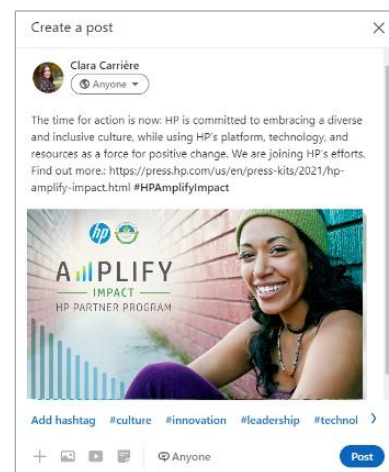 Create a post
Clara Carrière
Anyone
The time for action is now: HP is committed to embracing a diverse
and inclusive culture, while using HP's platform, technology, and
resources as a force for positive change. We are joining HP's efforts.
Find out more.: https://press.hp.com/us/en/press-kits/2021/hp-
amplify-impact.html #HPAmplifyImpact
hp
AMPLIFY
IMPACT
HP PARTNER PROGRAM
Add hashtag #culture #innovation #leadership #technol
Anyone
Post